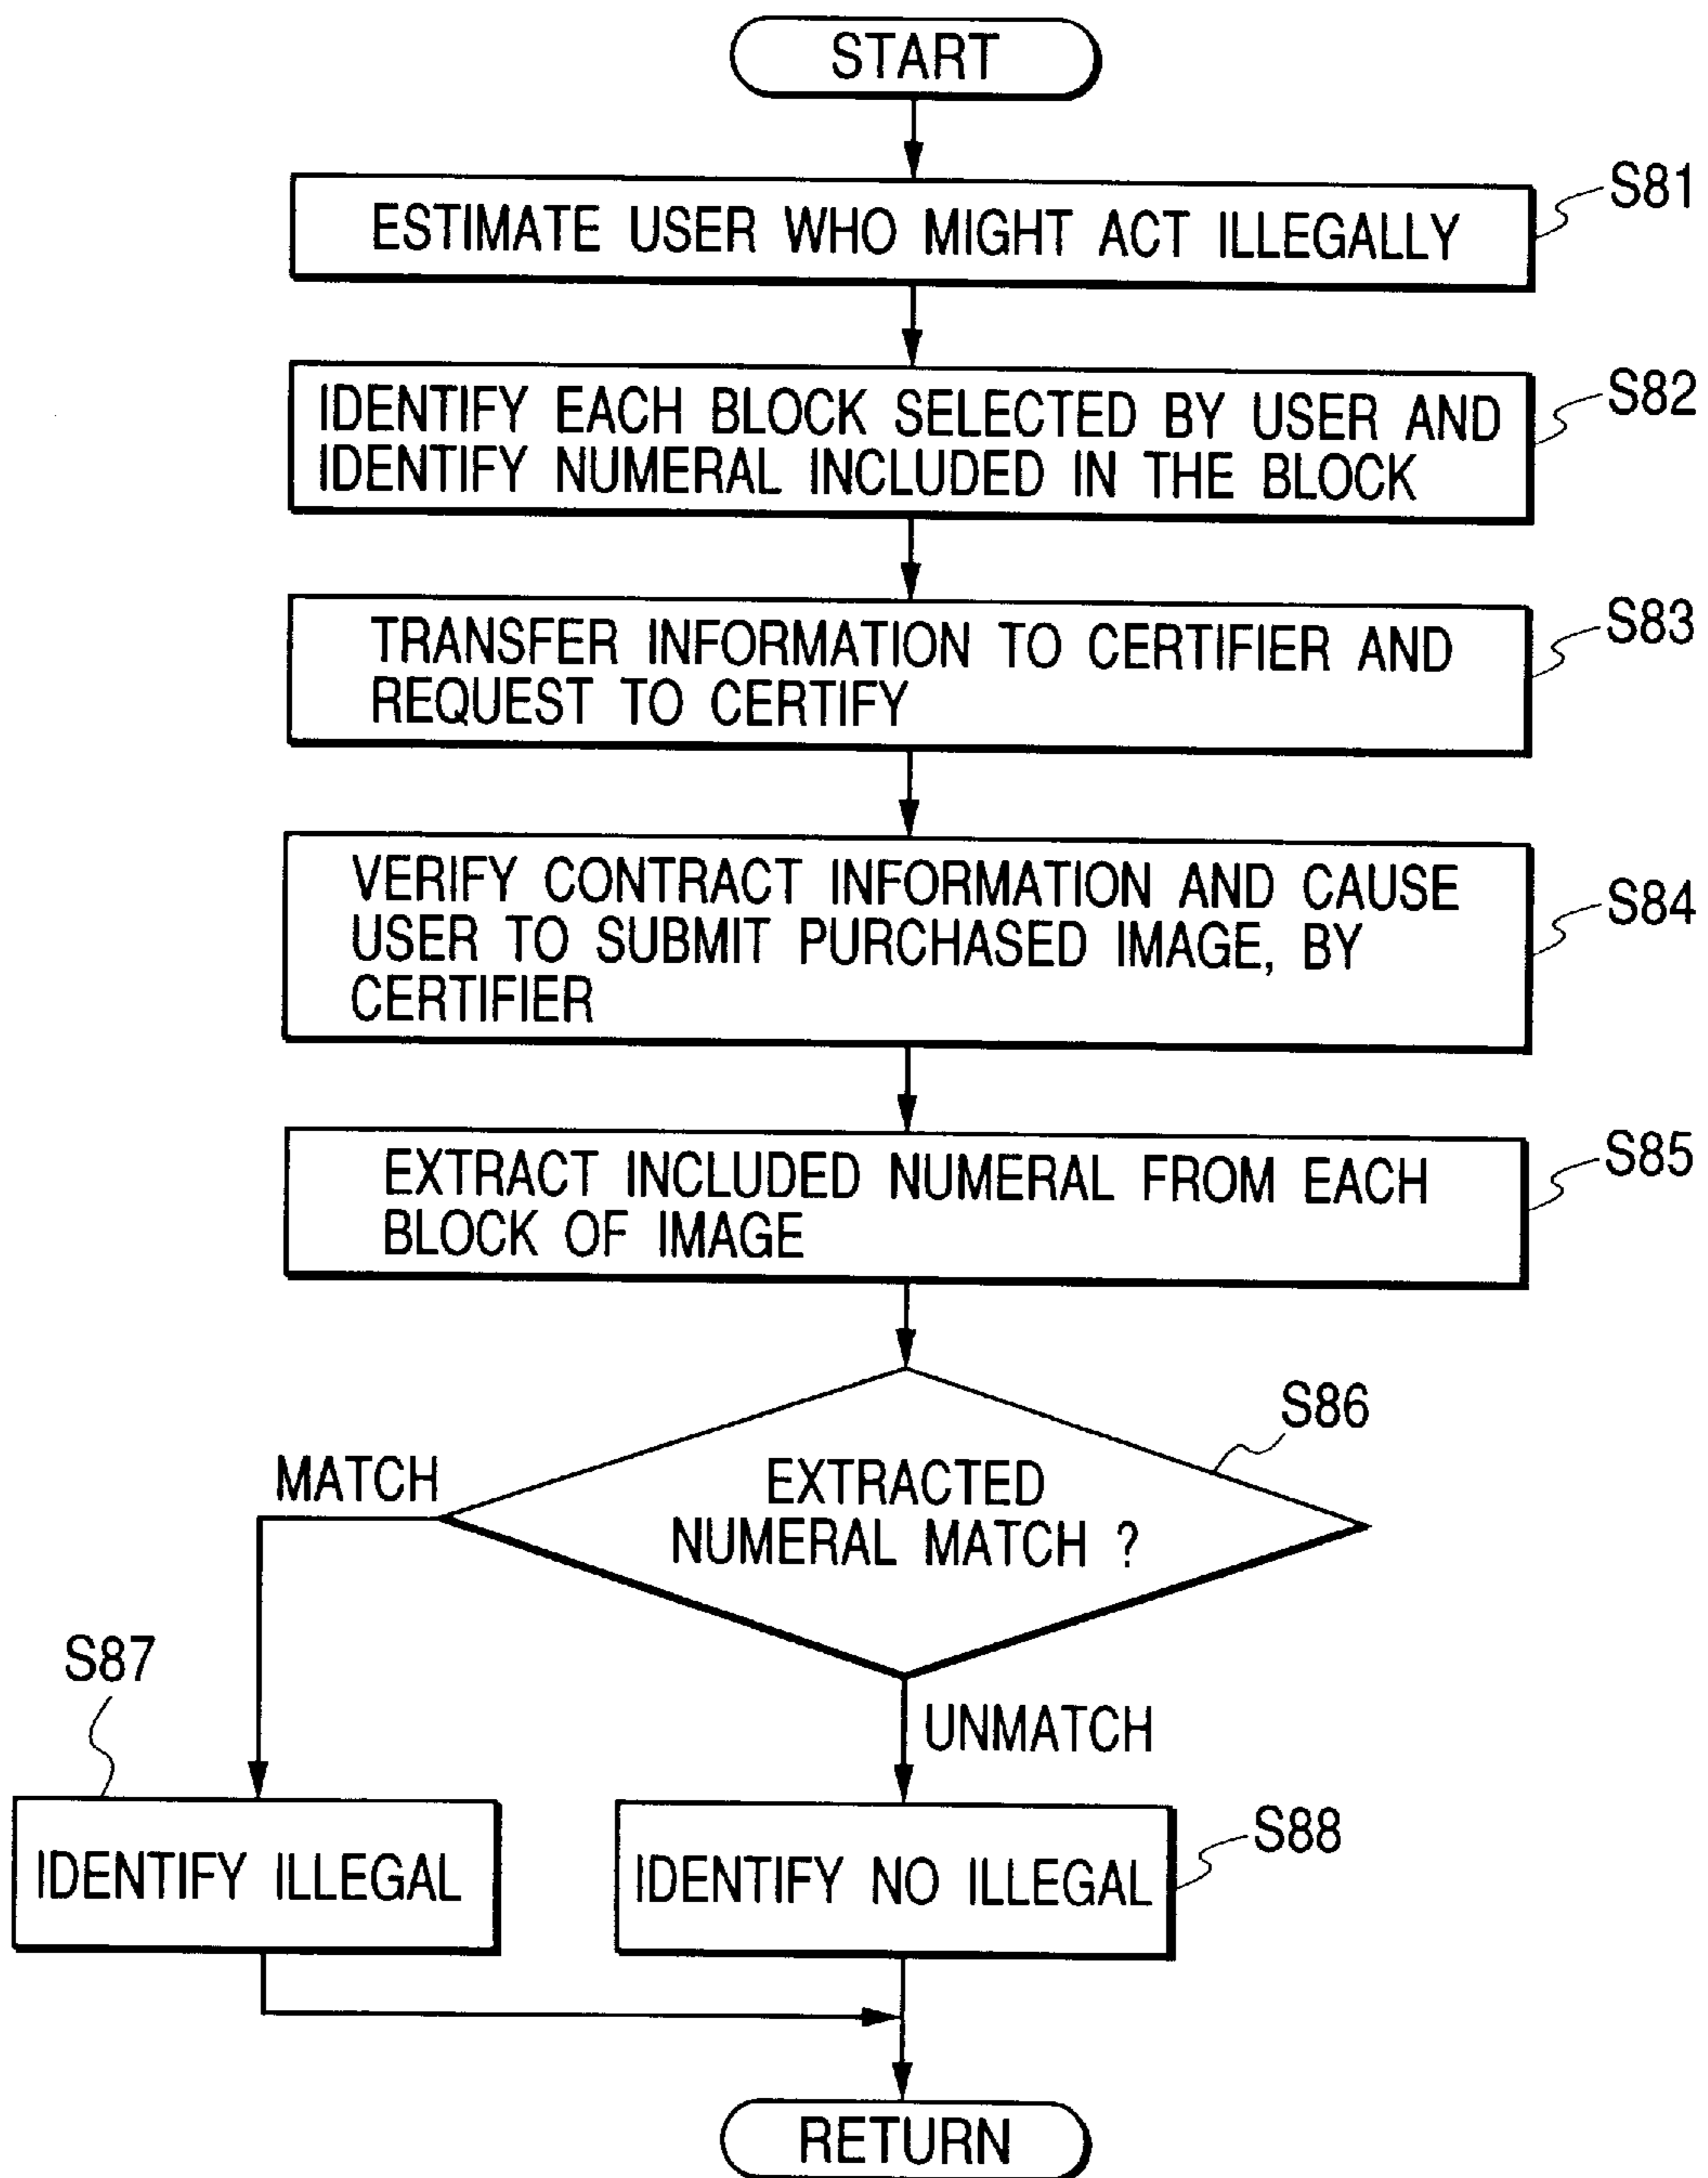 START
S81
ESTIMATE USER WHO MIGHT ACT ILLEGALLY
S82
IDENTIFY EACH BLOCK SELECTED BY USER AND
IDENTIFY NUMERAL INCLUDED IN THE BLOCK
S83
TRANSFER INFORMATION TO CERTIFIER AND
REQUEST TO CERTIFY
S84
VERIFY CONTRACT INFORMATION AND CAUSE
USER TO SUBMIT PURCHASED IMAGE, BY
CERTIFIER
S85
EXTRACT INCLUDED NUMERAL FROM EACH
BLOCK OF IMAGE
S86
EXTRACTED
NUMERAL MATCH ?
MATCH
UNMATCH
S87
IDENTIFY ILLEGAL
S88
IDENTIFY NO ILLEGAL
RETURN